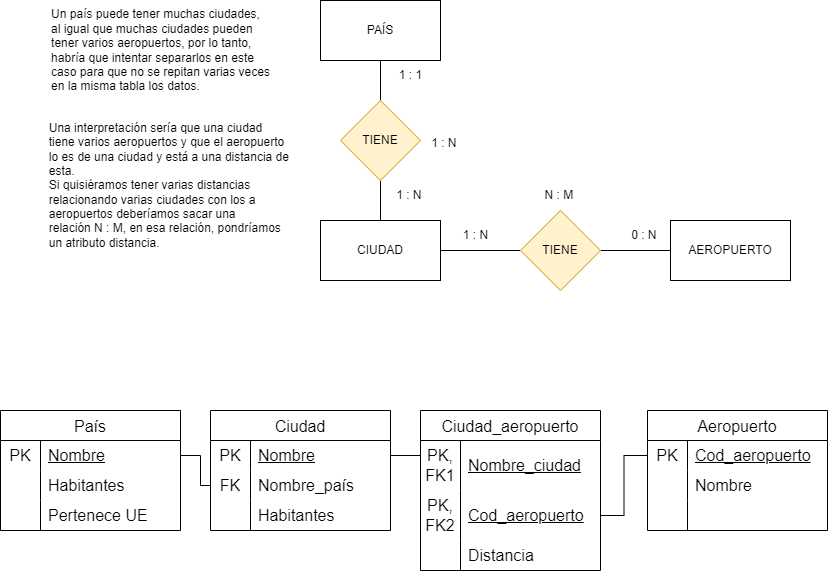 Un país puede tener muchas ciudades,
al igual que muchas ciudades pueden
tener varios aeropuertos, por lo tanto,
habría que intentar separarlos en este
caso para que no se repitan varias veces
en la misma tabla los datos.
Una interpretación sería que una ciudad
tiene varios aeropuertos y que el aeropuerto
lo es de una ciudad y está a una distancia de
esta.
Si quisiéramos tener varias distancias
relacionando varias ciudades con los a
aeropuertos deberíamos sacar una
relación N : M, en esa relación, pondríamos
un atributo distancia.
PAÍS
1 : 1
TIENE
1 : N
1 : N
CIUDAD
1 : N
N : M
TIENE
0 : N
AEROPUERTO
País
PK Nombre
Habitantes
Pertenece UE
Ciudad
PK Nombre
FK Nombre_país
Habitantes
Ciudad_aeropuerto
PK,
FK1 Nombre_ciudad
PK,
FK2 Cod_aeropuerto
Distancia
Aeropuerto
PK Cod_aeropuerto
Nombre